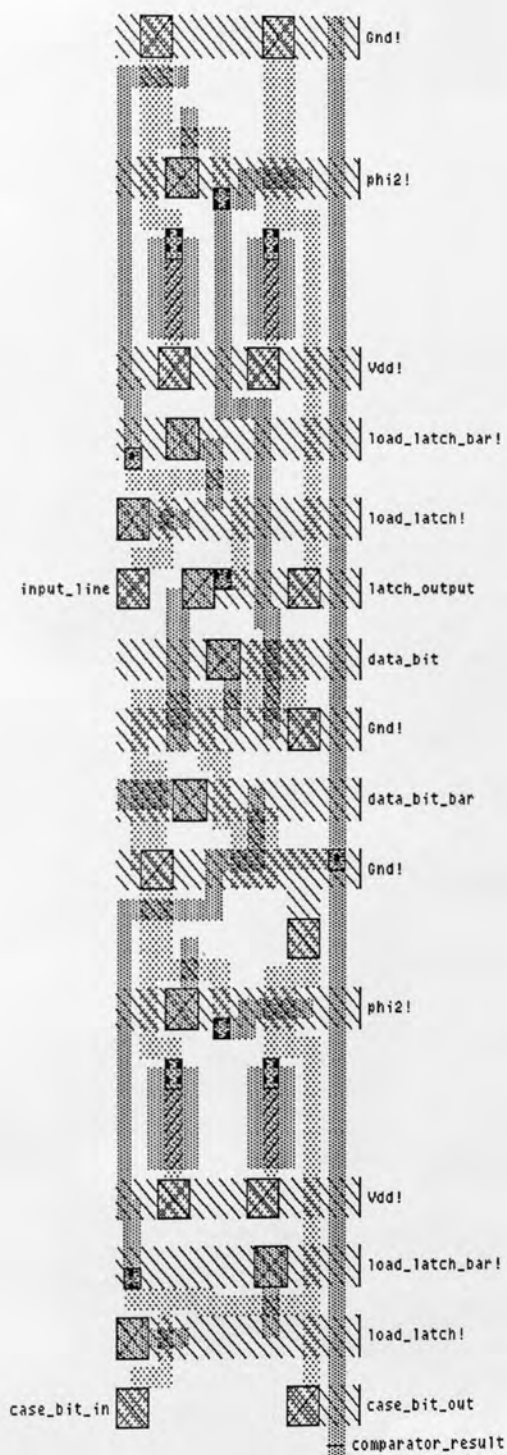 Gnd!
phi2!
Vdd!
load_latch_bar!
load_latch!
input_line
latch_output
data_bit
Gnd!
data_bit_bar
Gnd!
phi2!
Vdd!
load_latch_bar!
load_latch!
case_bit_in
case_bit_out
comparator_result